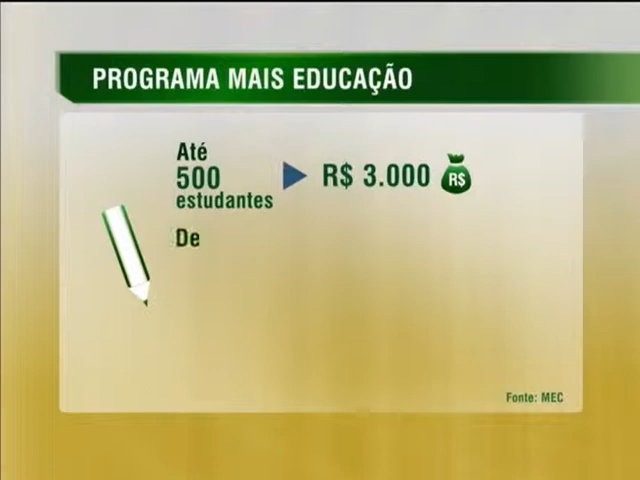 PROGRAMA MAIS EDUCAÇÃO
Até
500
estudantes
R$ 3.000
R$
De
Fonte: MEC